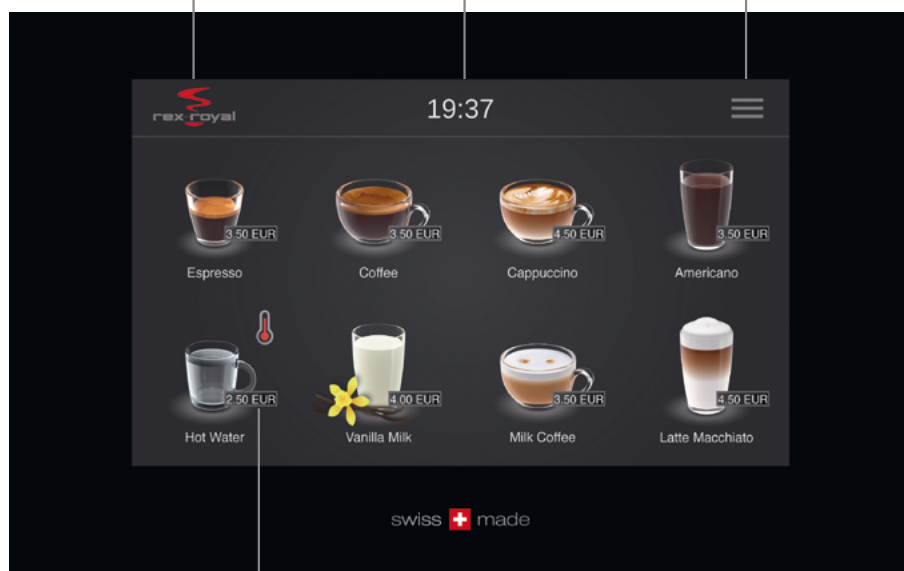 rex-royal
19:37
3.50 EUR
3.50 EUR
4.50 EUR
3.50 EUR
Espresso
Coffee
Cappuccino
Americano
2.50 EUR
4.00 EUR
3.50 EUR
4.50 EUR
Hot Water
Vanilla Milk
Milk Coffee
Latte Macchiato
swiss made